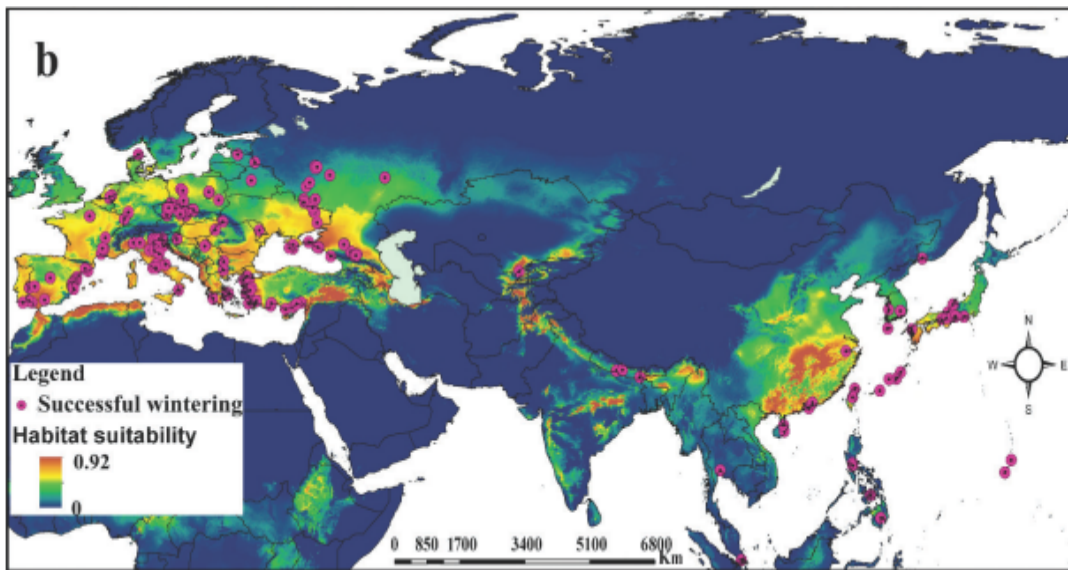 b
N
W E
S
Legend
Successful wintering
Habitat suitability
0.92
0
0 850 1700 3400 5100 6800
Km